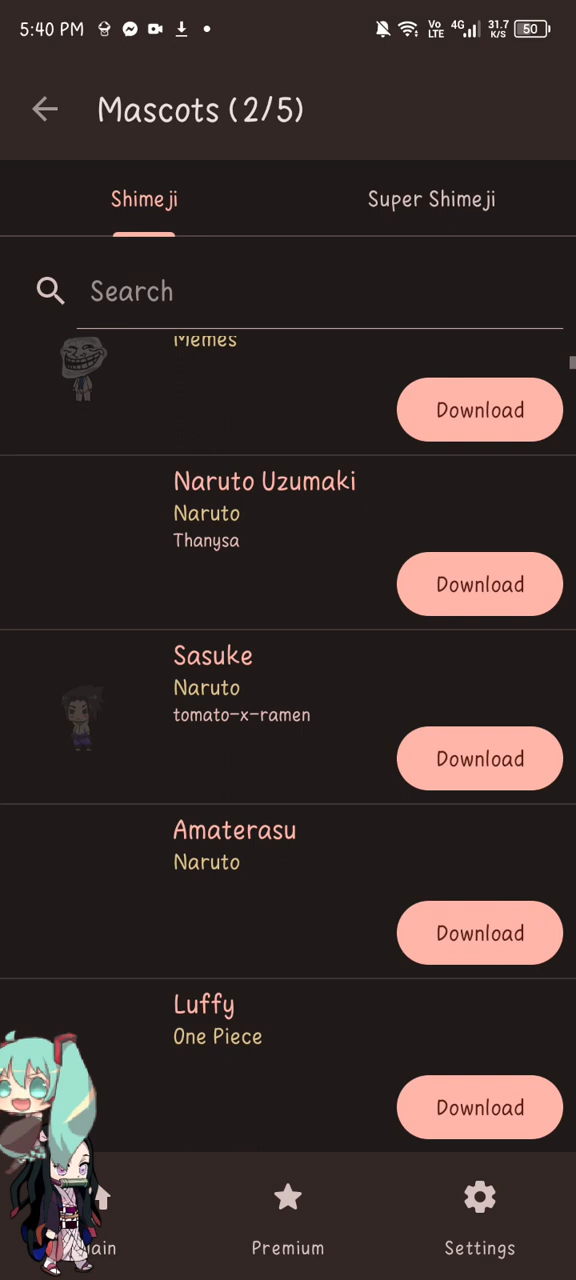 5:40 PM
Vo LTE 4G 31.7 K/S 50
Mascots (2/5)
Shimeji
Super Shimeji
Search
Memes
Download
Naruto Uzumaki
Naruto
Thanysa
Download
Sasuke
Naruto
tomato-x-ramen
Download
Amaterasu
Naruto
Download
Luffy
One Piece
Download
Premium
Settings